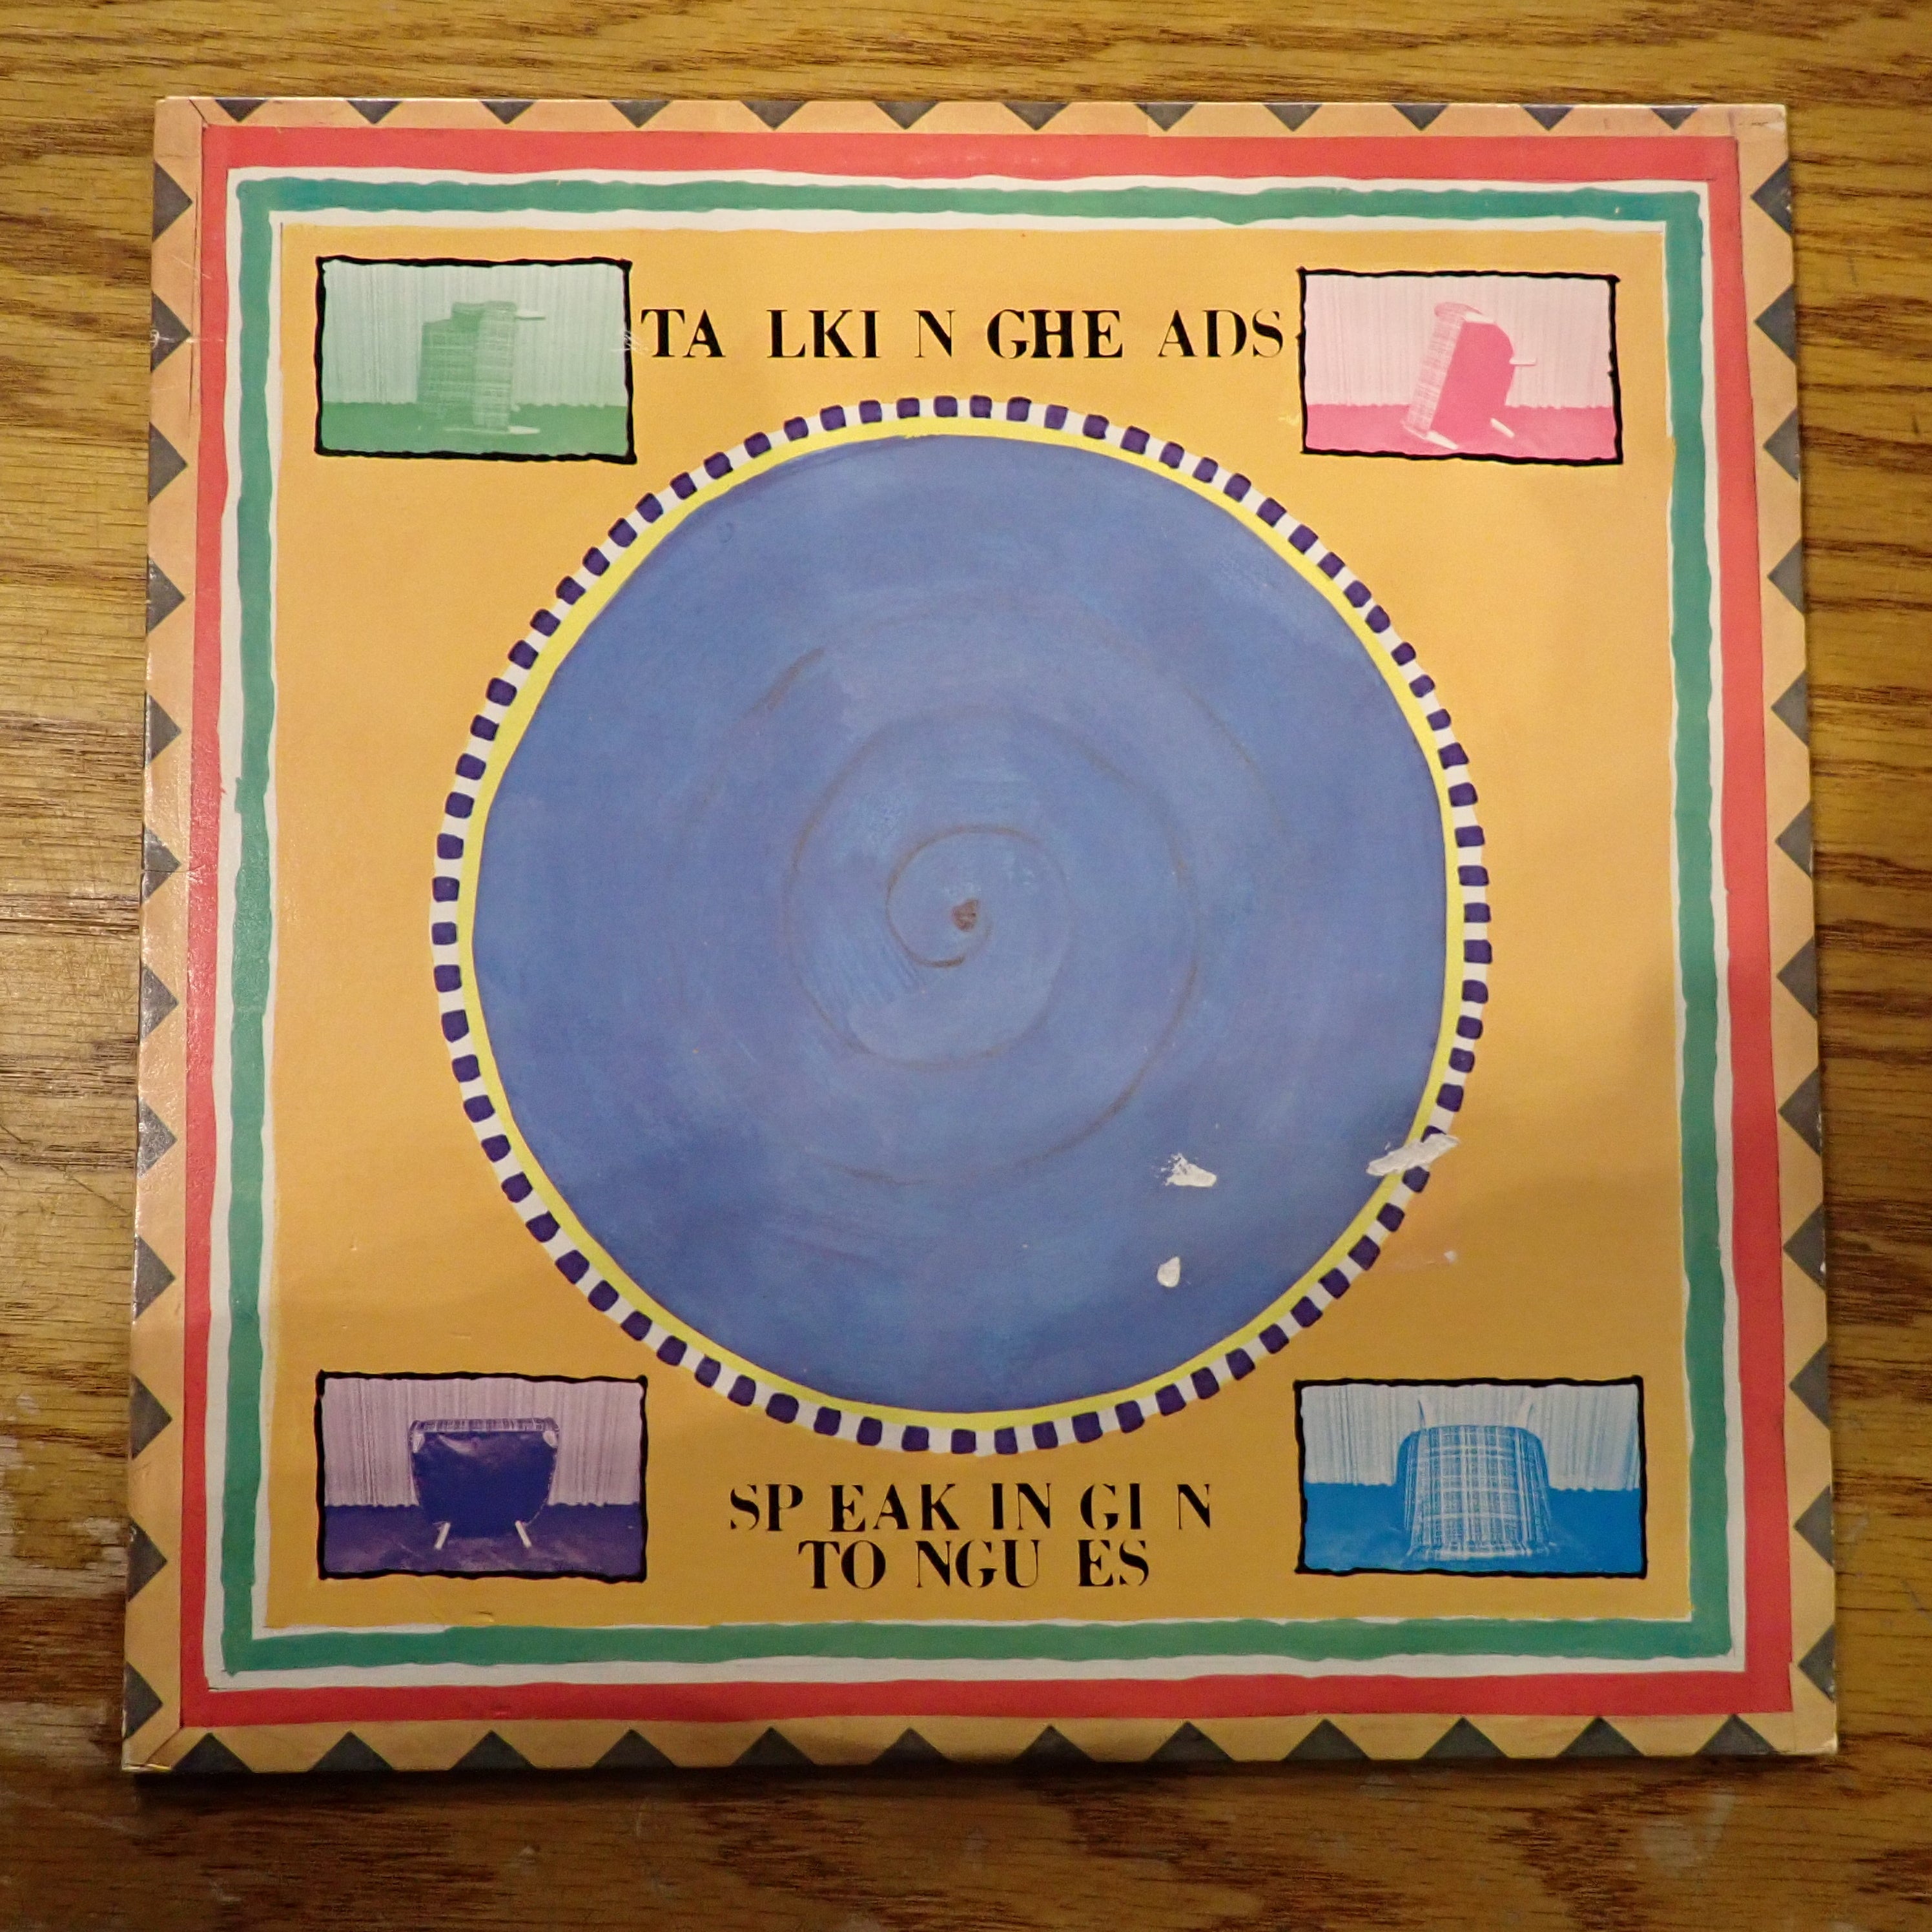 TA LKI N GHE ADS
SP EAK IN GI N
TO NGU ES